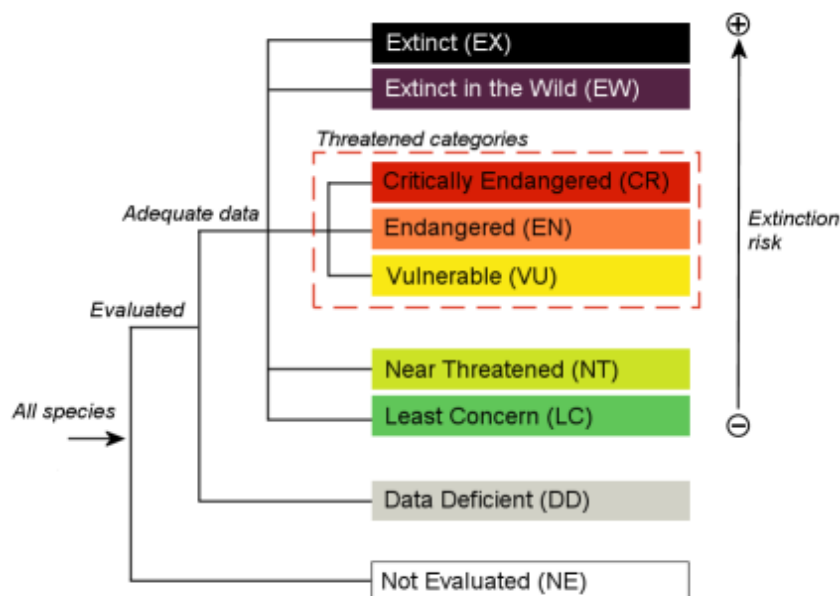 Extinct (EX)
Extinct in the Wild (EW)
Threatened categories
Critically Endangered (CR)
Adequate data
Endangered (EN)
Extinction
risk
Vulnerable (VU)
Evaluated
Near Threatened (NT)
All species
Least Concern (LC)
Data Deficient (DD)
Not Evaluated (NE)